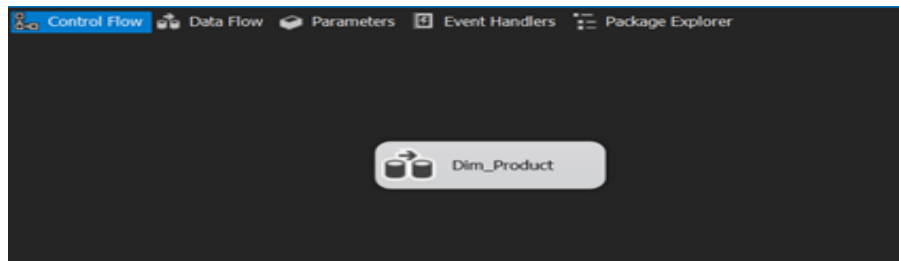 Control Flow Data Flow Parameters Event Handlers Package Explorer
Dim_Product